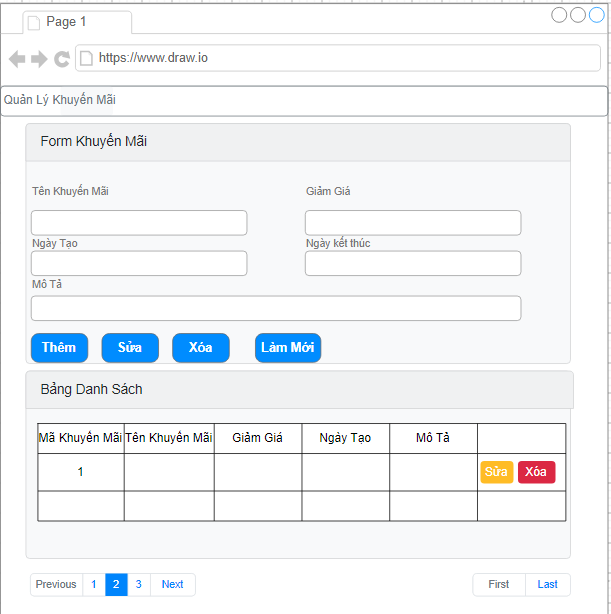 Page 1
https://www.draw.io
Quản Lý Khuyến Mãi
Form Khuyến Mãi
Tên Khuyến Mãi Giảm Giá
Ngày Tạo Ngày kết thúc
Mô Tả
Thêm Sửa Xóa Làm Mới
Bảng Danh Sách
Mã Khuyến Mãi Tên Khuyến Mãi Giảm Giá Ngày Tạo Mô Tả
1 Sửa Xóa
Previous 1 2 3 Next First Last